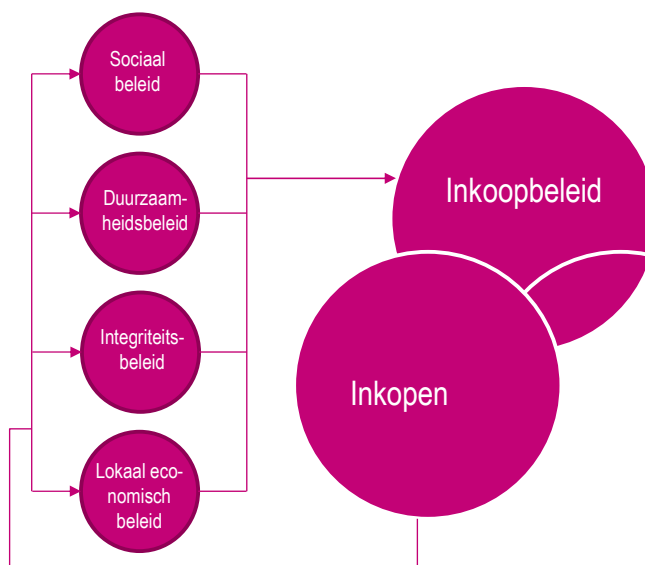 Sociaal
beleid
Duurzaam-
heidsbeleid
Integriteits-
beleid
Lokaal eco-
nomisch
beleid
Inkoopbeleid
Inkopen